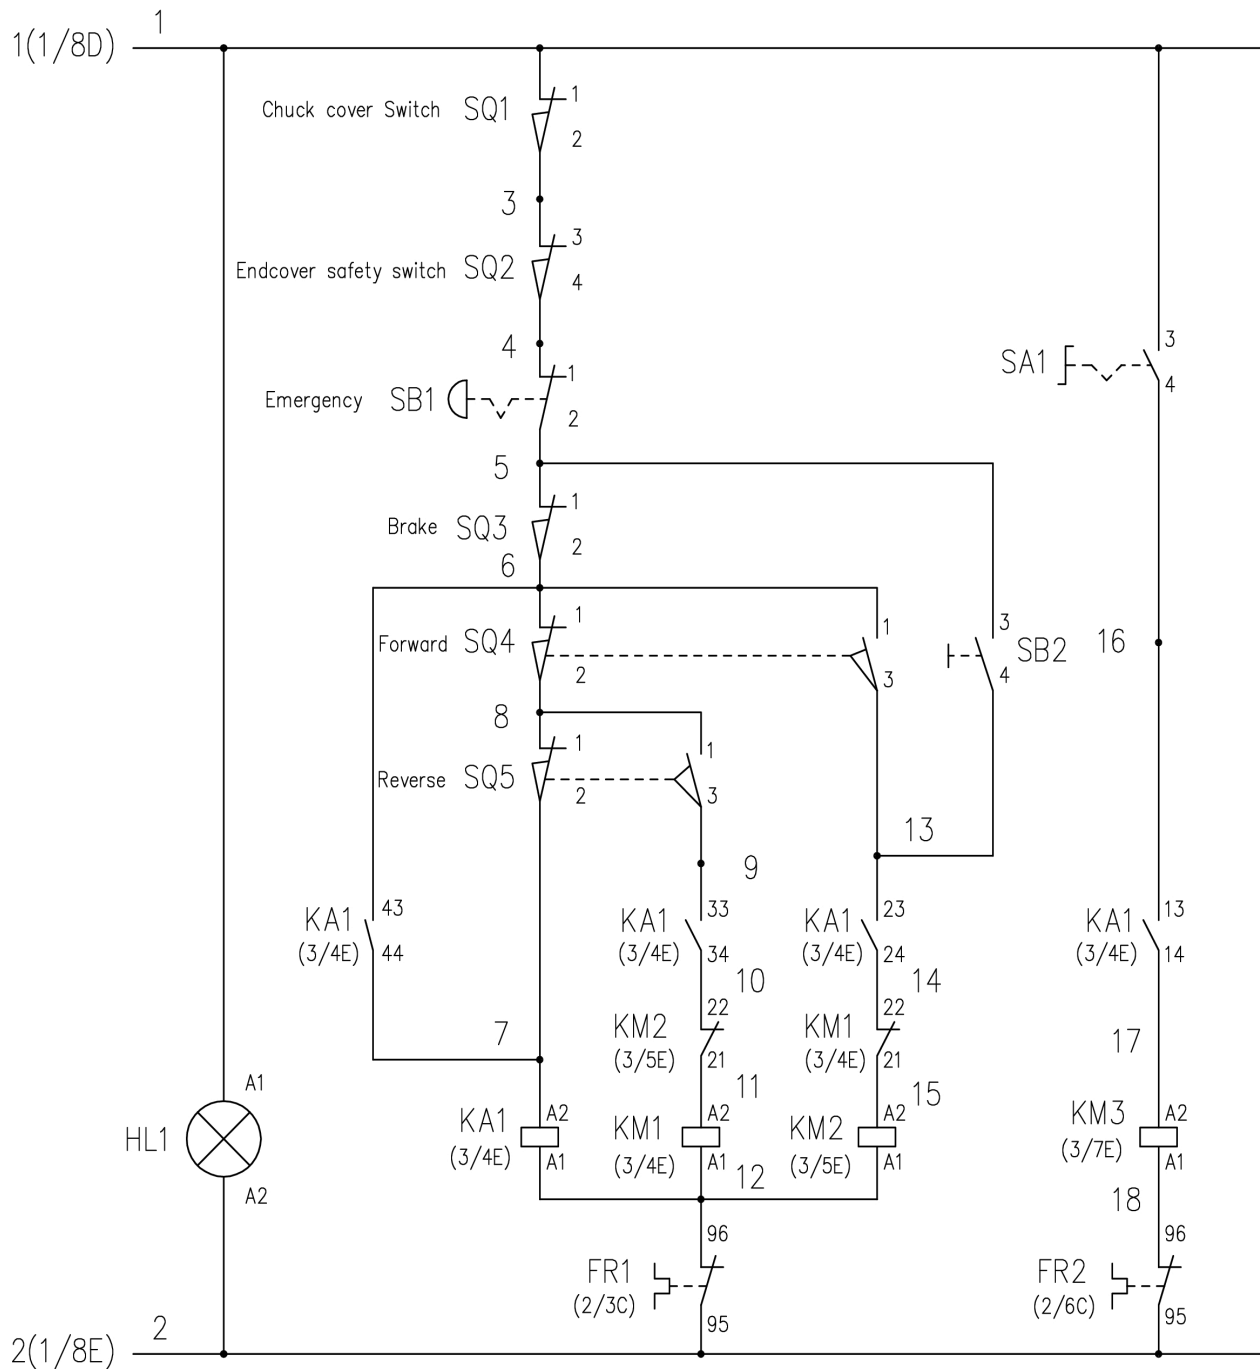 1
1(1/8D)
Chuck cover Switch SQ1 1
2
3
Endcover safety switch SQ2 3
4
4
SA1 3
4
Emergency SB1 1
2
5
Brake SQ3 1
2
6
Forward SQ4 1
2
1
3
3
SB2
4
16
8
Reverse SQ5 1
2
1
3
13
9
KA1 43
(3/4E) 44
KA1 33
(3/4E) 34
KA1 23
(3/4E) 24
KA1 13
(3/4E) 14
10
14
7
KM2 22
(3/5E) 21
KM1 22
(3/4E) 21
17
11
15
A1
HL1
A2
KA1 A2
(3/4E) A1
KM1 A2
(3/4E) A1
KM2 A2
(3/5E) A1
KM3 A2
(3/7E) A1
12
18
FR1 96
(2/3C) 95
FR2 96
(2/6C) 95
2
2(1/8E)